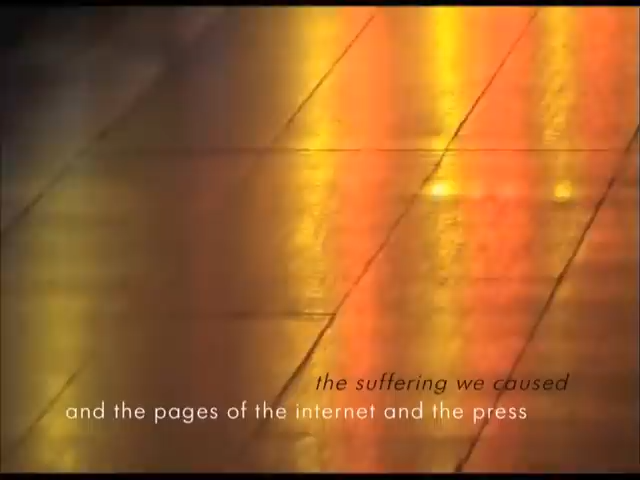 the suffering we caused
and the pages of the internet and the press